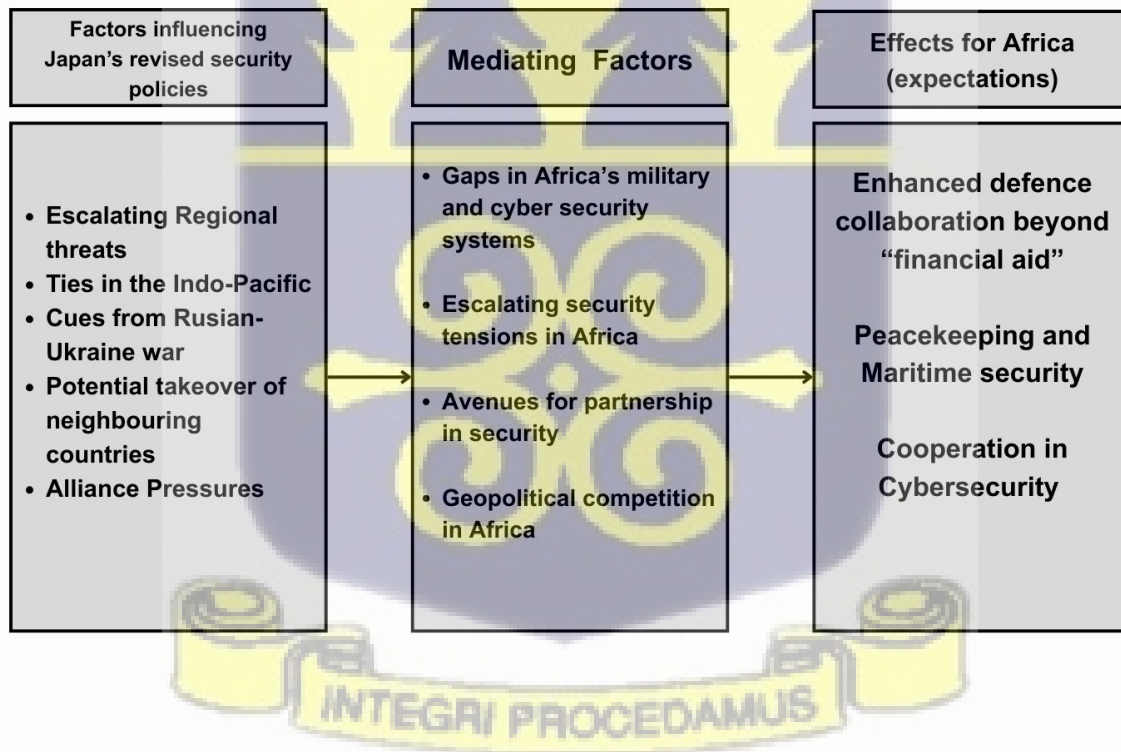 Factors influencing
Japan's revised security
policies
Mediating Factors
Effects for Africa
(expectations)
• Escalating Regional
threats
• Ties in the Indo-Pacific
• Cues from Rusian-
Ukraine war
• Potential takeover of
neighbouring
countries
• Alliance Pressures
• Gaps in Africa's military
and cyber security
systems
• Escalating security
tensions in Africa
• Avenues for partnership
in security
• Geopolitical competition
in Africa
Enhanced defence
collaboration beyond
“financial aid”
Peacekeeping and
Maritime security
Cooperation in
Cybersecurity
INTEGRI PROCEDAMUS